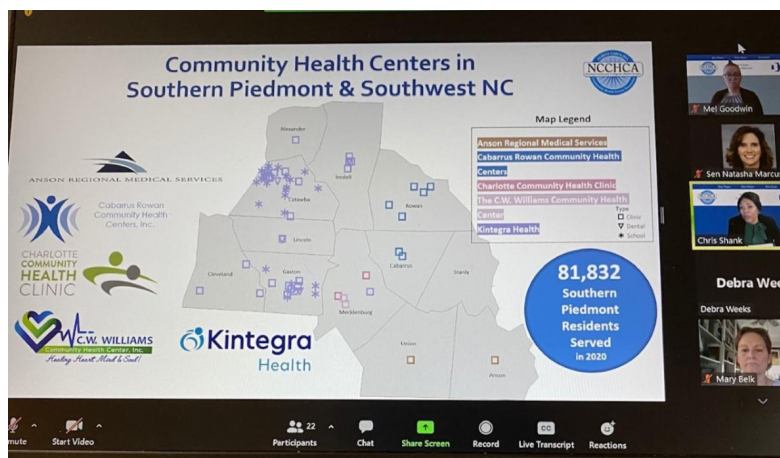 Community Health Centers in
Southern Piedmont & Southwest NC
NCCHCA
ANSON REGIONAL MEDICAL SERVICES
Cabarrus Rowan
Community Health
Centers, Inc.
CHARLOTTE
COMMUNITY
HEALTH
CLINIC
C.W. WILLIAMS
Community Health Center, Inc.
Healing Heart, Mind & Soul!
Kintegra
Health
Alexander
Iredell
Catawba
Rowan
Lincoln
Cleveland
Gaston
Cabarrus
Stanly
Mecklenburg
Union
Anson
Map Legend
Anson Regional Medical Services
Cabarrus Rowan Community Health
Centers
Charlotte Community Health Clinic
The C.W. Williams Community Health
Center
Kintegra Health
Type
Clinic
Dental
School
81,832
Southern
Piedmont
Residents
Served
in 2020
Mel Goodwin
Sen Natasha Marcus
Chris Shank
Debra Wee
Debra Weeks
Mary Belk
mute
Start Video
22
Participants
Chat
Share Screen
Record
CC
Live Transcript
Reactions